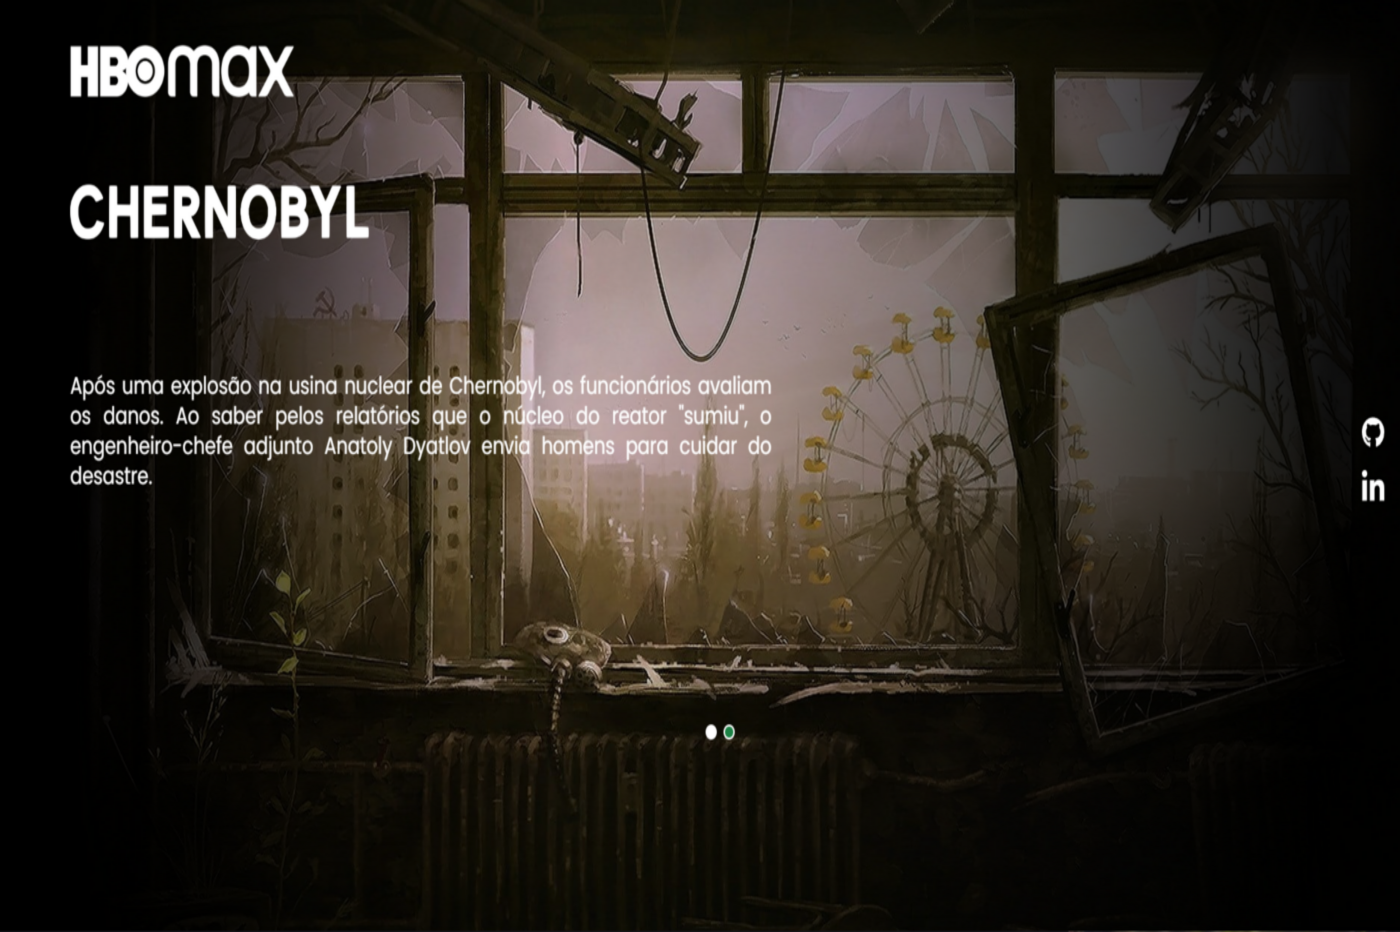 HBOmax
CHERNOBYL
Após uma explosão na usina nuclear de Chernobyl, os funcionários avaliam
os danos. Ao saber pelos relatórios que o núcleo do reator "sumiu", o
engenheiro-chefe adjunto Anatoly Dyatlov envia homens para cuidar do
desastre.
in